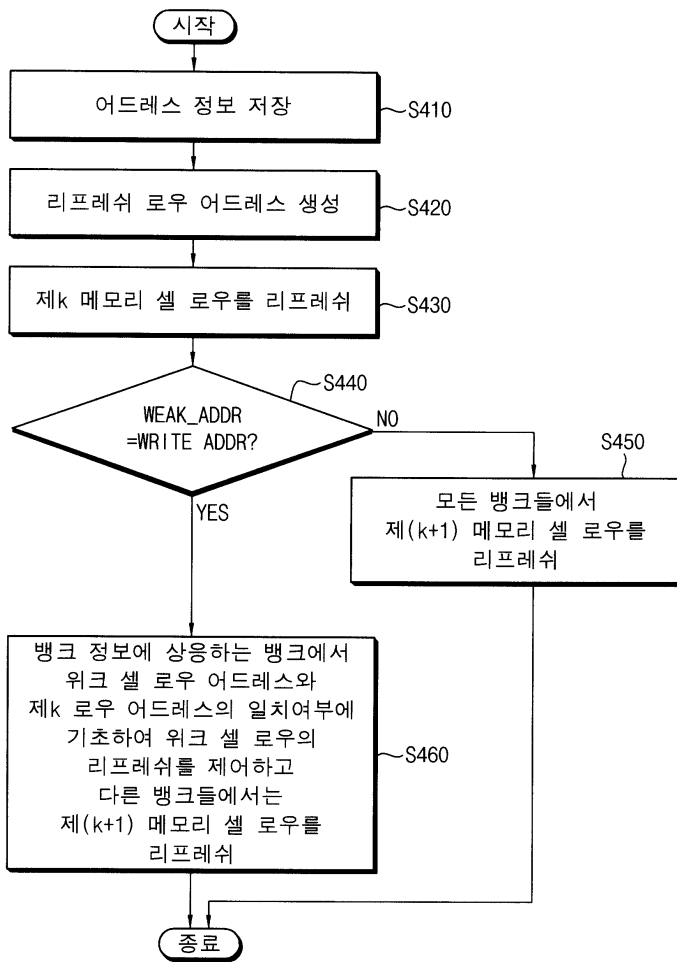 시작
어드레스 정보 저장
S410
리프레쉬 로우 어드레스 생성
S420
제k 메모리 셀 로우를 리프레쉬
S430
S440
WEAK_ADDR
=WRITE ADDR?
NO
YES
S450
모든 뱅크들에서
제(k+1) 메모리 셀 로우를
리프레쉬
뱅크 정보에 상응하는 뱅크에서
위크 셀 로우 어드레스와
제k 로우 어드레스의 일치여부에
기초하여 위크 셀 로우의
리프레쉬를 제어하고
다른 뱅크들에서는
제(k+1) 메모리 셀 로우를
리프레쉬
S460
종료